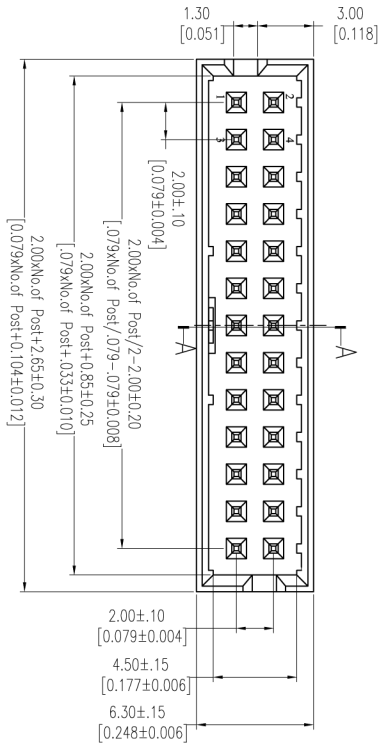 1.30
[0.051]
3.00
[0.118]
1
2
3
4
2.00±.10
[0.079±0.004]
2.00xNo.of Post/2-2.00±0.20
[.079xNo.of Post/.079-.079±0.008]
2.00xNo.of Post+0.85±0.25
[.079xNo.of Post+.033±0.010]
2.00xNo.of Post+2.65±0.30
[0.079xNo.of Post+0.104±0.012]
A
A
2.00±.10
[0.079±0.004]
4.50±.15
[0.177±0.006]
6.30±.15
[0.248±0.006]